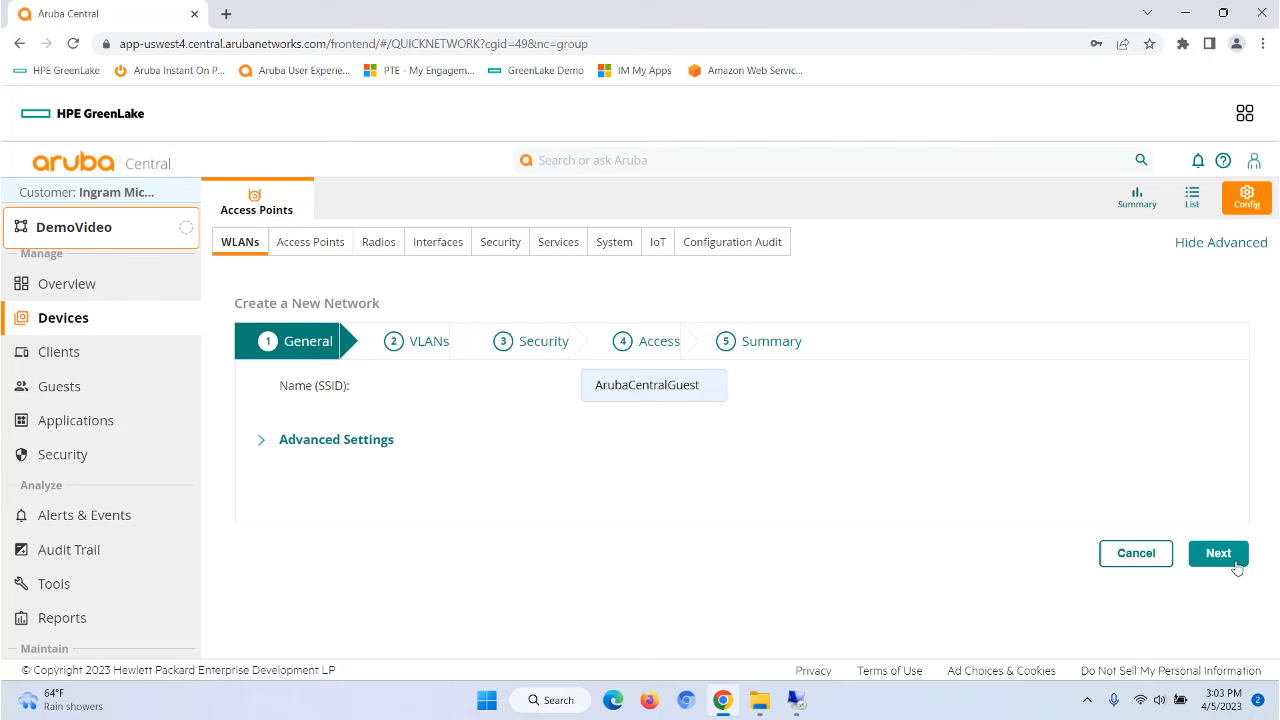 Aruba Central
app-uswest4.central.arubanetworks.com/frontend/#/QUICKNETWORK?cgid=49&nc=group
HPE GreenLake
Aruba Instant On P...
Aruba User Experie...
PTE - My Engagem...
GreenLake Demo
IM My Apps
Amazon Web Servic...
HPE GreenLake
aruba Central
Search or ask Aruba
Customer: Ingram Mic...
Access Points
Summary
List
Config
DemoVideo
WLANs
Access Points
Radios
Interfaces
Security
Services
System
IoT
Configuration Audit
Hide Advanced
Manage
Overview
Devices
Clients
Guests
Applications
Security
Analyze
Alerts & Events
Audit Trail
Tools
Reports
Maintain
Create a New Network
1 General
2 VLANs
3 Security
4 Access
5 Summary
Name (SSID):
ArubaCentralGuest
Advanced Settings
Cancel
Next
© Copyright 2023 Hewlett Packard Enterprise Development LP
Privacy
Terms of Use
Ad Choices & Cookies
Do Not Sell My Personal Information
64°F
Rain showers
Search
3:03 PM
4/5/2023
2